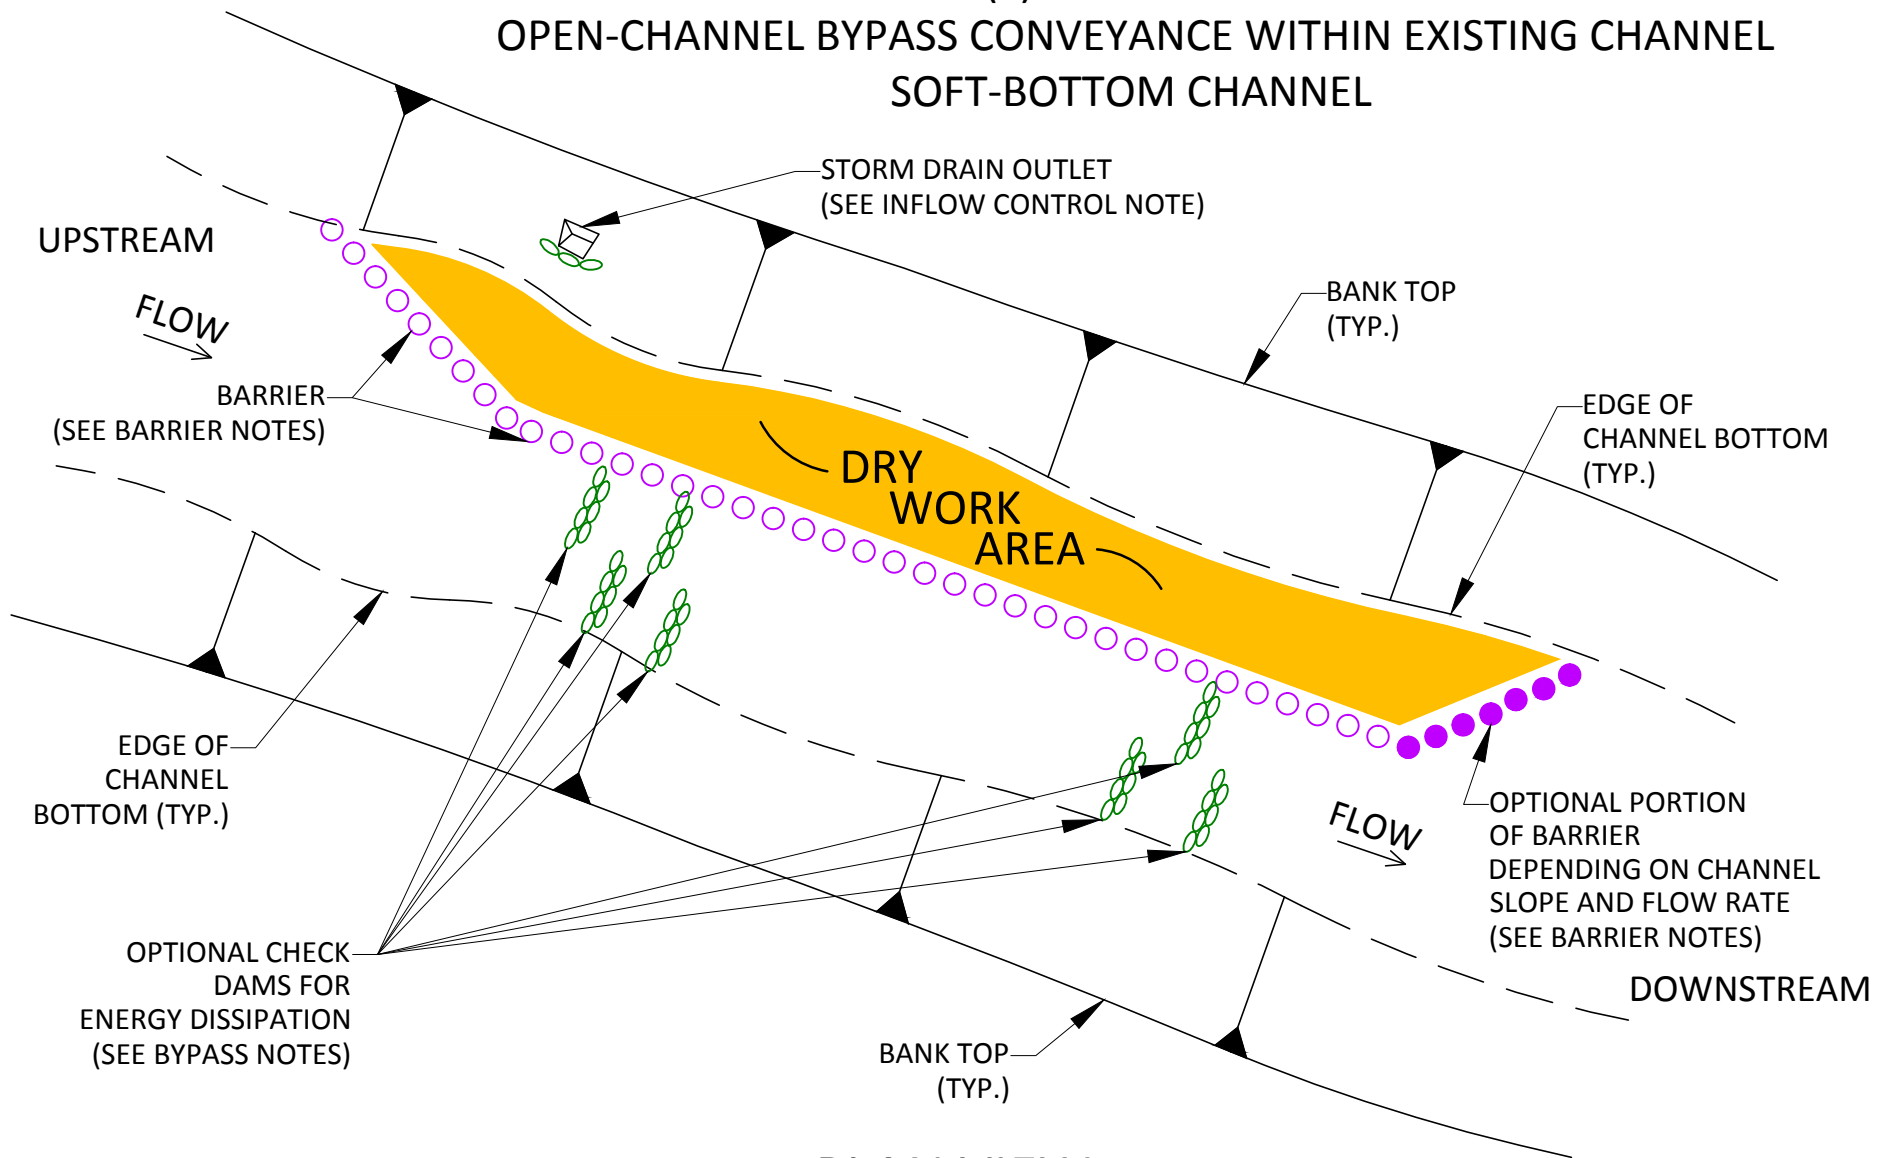 OPEN-CHANNEL BYPASS CONVEYANCE WITHIN EXISTING CHANNEL
SOFT-BOTTOM CHANNEL
STORM DRAIN OUTLET
(SEE INFLOW CONTROL NOTE)
UPSTREAM
FLOW
BANK TOP
(TYP.)
BARRIER
(SEE BARRIER NOTES)
EDGE OF
CHANNEL BOTTOM
(TYP.)
DRY
WORK
AREA
EDGE OF
CHANNEL
BOTTOM (TYP.)
FLOW
OPTIONAL PORTION
OF BARRIER
DEPENDING ON CHANNEL
SLOPE AND FLOW RATE
(SEE BARRIER NOTES)
OPTIONAL CHECK
DAMS FOR
ENERGY DISSIPATION
(SEE BYPASS NOTES)
DOWNSTREAM
BANK TOP
(TYP.)